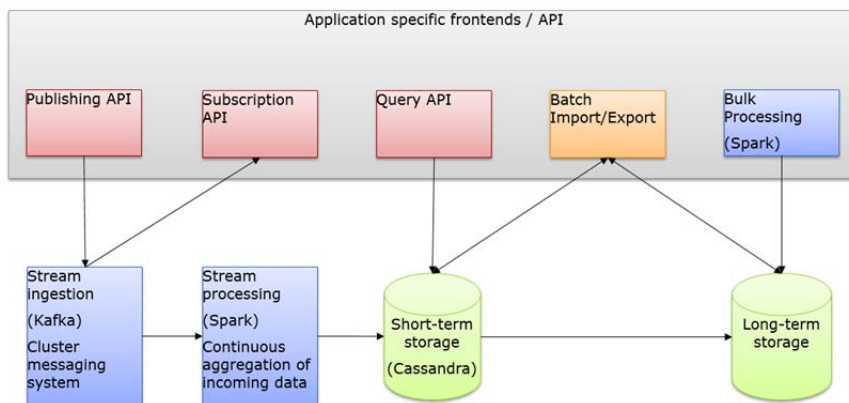 Application specific frontends / API
Publishing API
Subscription
API
Query API
Batch
Import/Export
Bulk
Processing
(Spark)
Stream
ingestion
(Kafka)
Cluster
messaging
system
Stream
processing
(Spark)
Continuous
aggregation of
incoming data
Short-term
storage
(Cassandra)
Long-term
storage